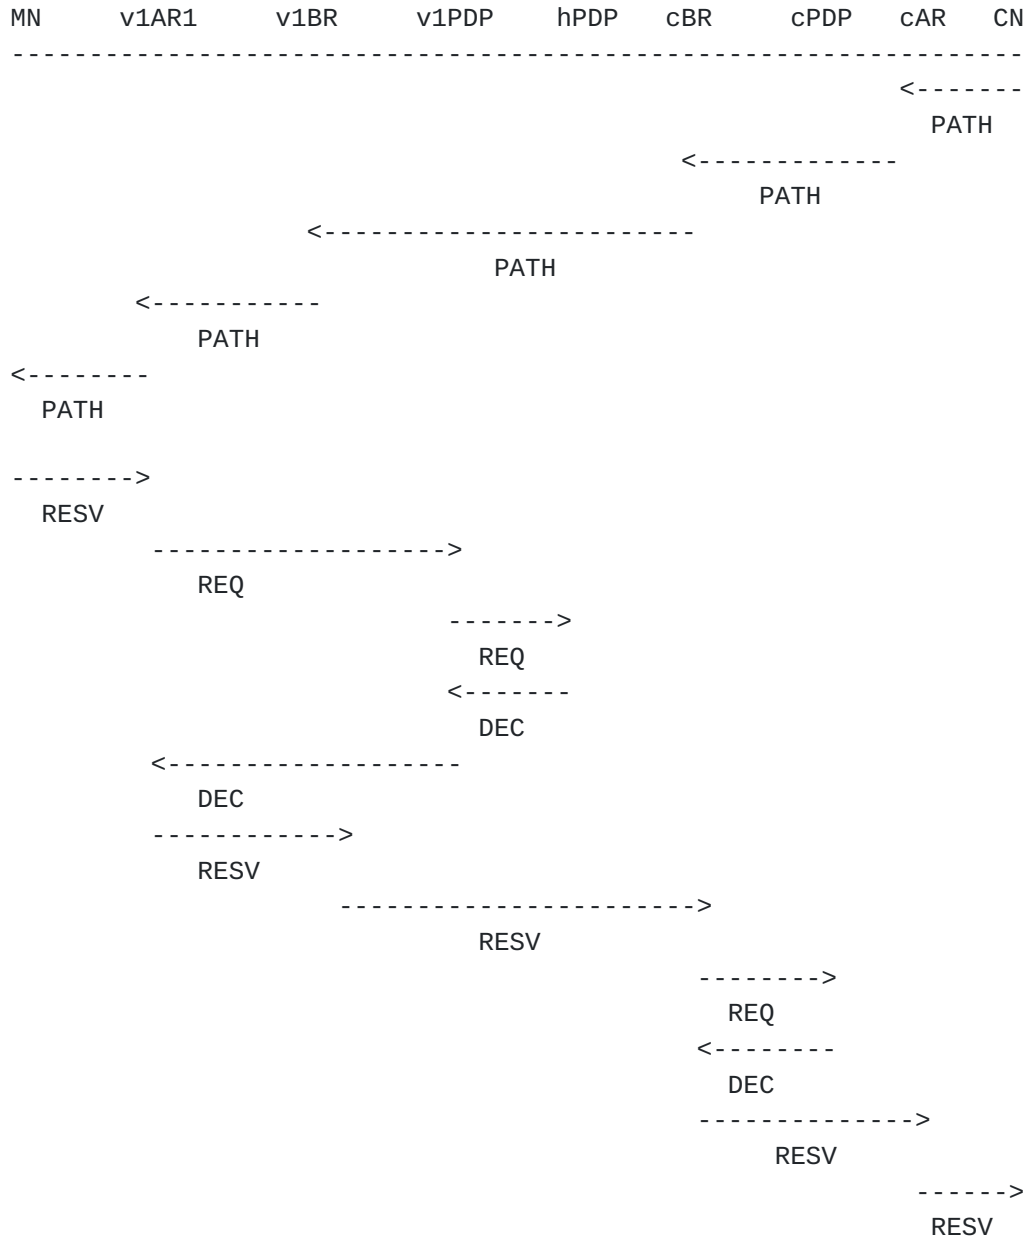 MN     v1AR1     v1BR     v1PDP    hPDP   cBR     cPDP   cAR   CN
-----------------------------------------------------------------
                                                         <-------
                                                           PATH
                                           <-------------
                                                PATH
                   <------------------------
                               PATH
        <-----------
            PATH
<--------
  PATH
-------->
  RESV
         ------------------->
            REQ
                            ------->
                              REQ
                            <-------
                              DEC
         <-------------------
            DEC
         ------------>
            RESV
                     ----------------------->
                              RESV
                                            -------->
                                              REQ
                                            <--------
                                              DEC
                                            -------------->
                                                 RESV
                                                          ------>
                                                           RESV